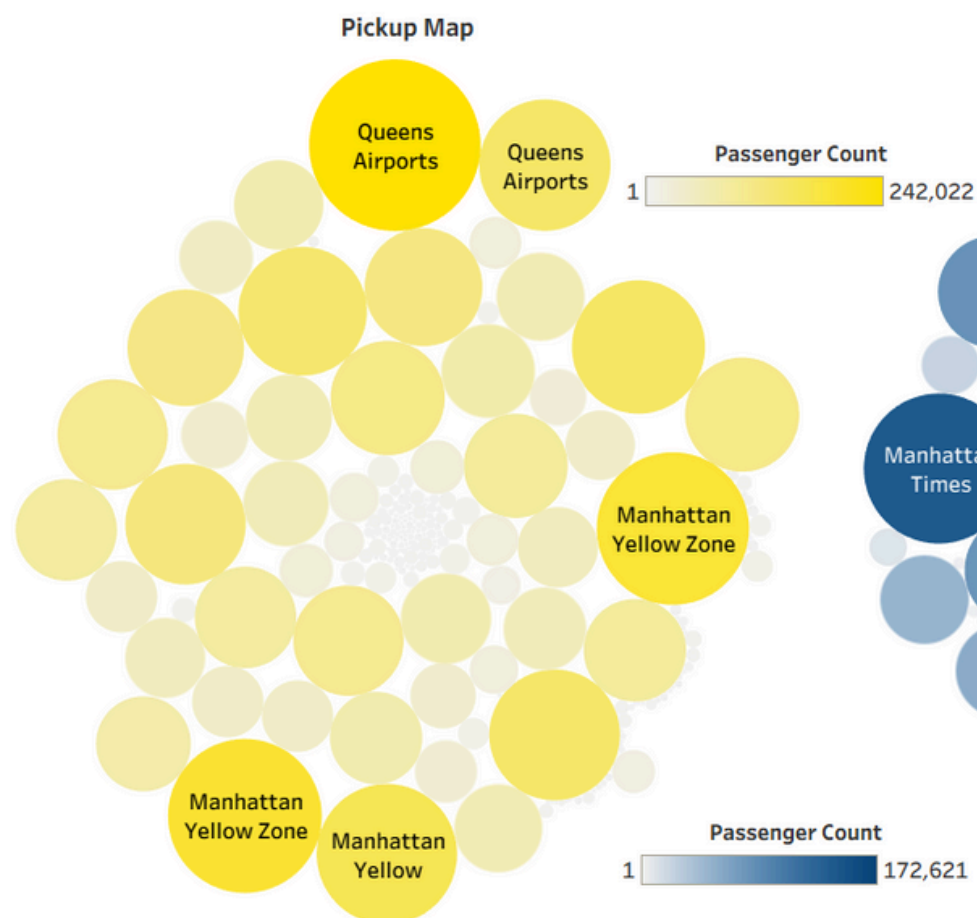 Pickup Map
Queens
Airports
Queens
Airports
Passenger Count
1
242,022
Manhattan
Yellow Zone
Times
Manhattan
Yellow Zone
Manhattan
Yellow
Passenger Count
1
172,621